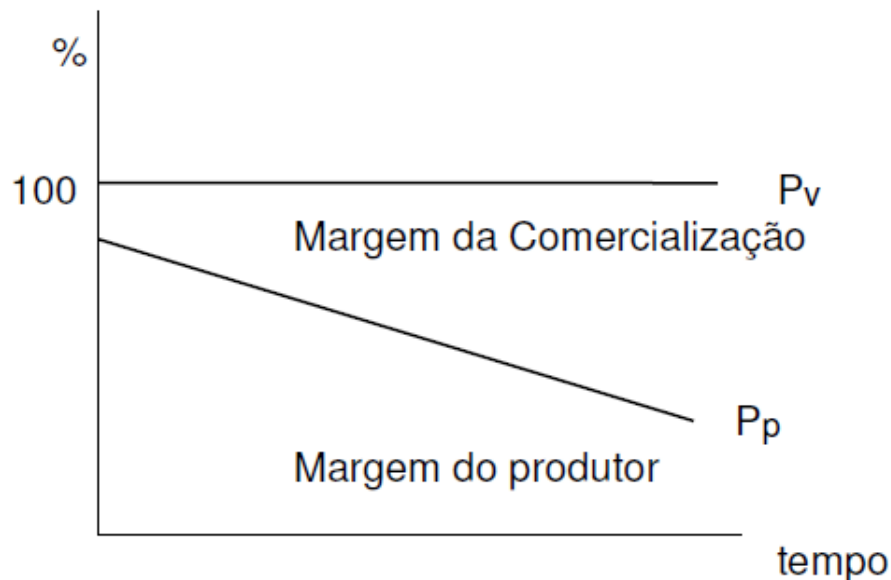 %
100
Pv
Margem da Comercialização
Pp
Margem do produtor
tempo